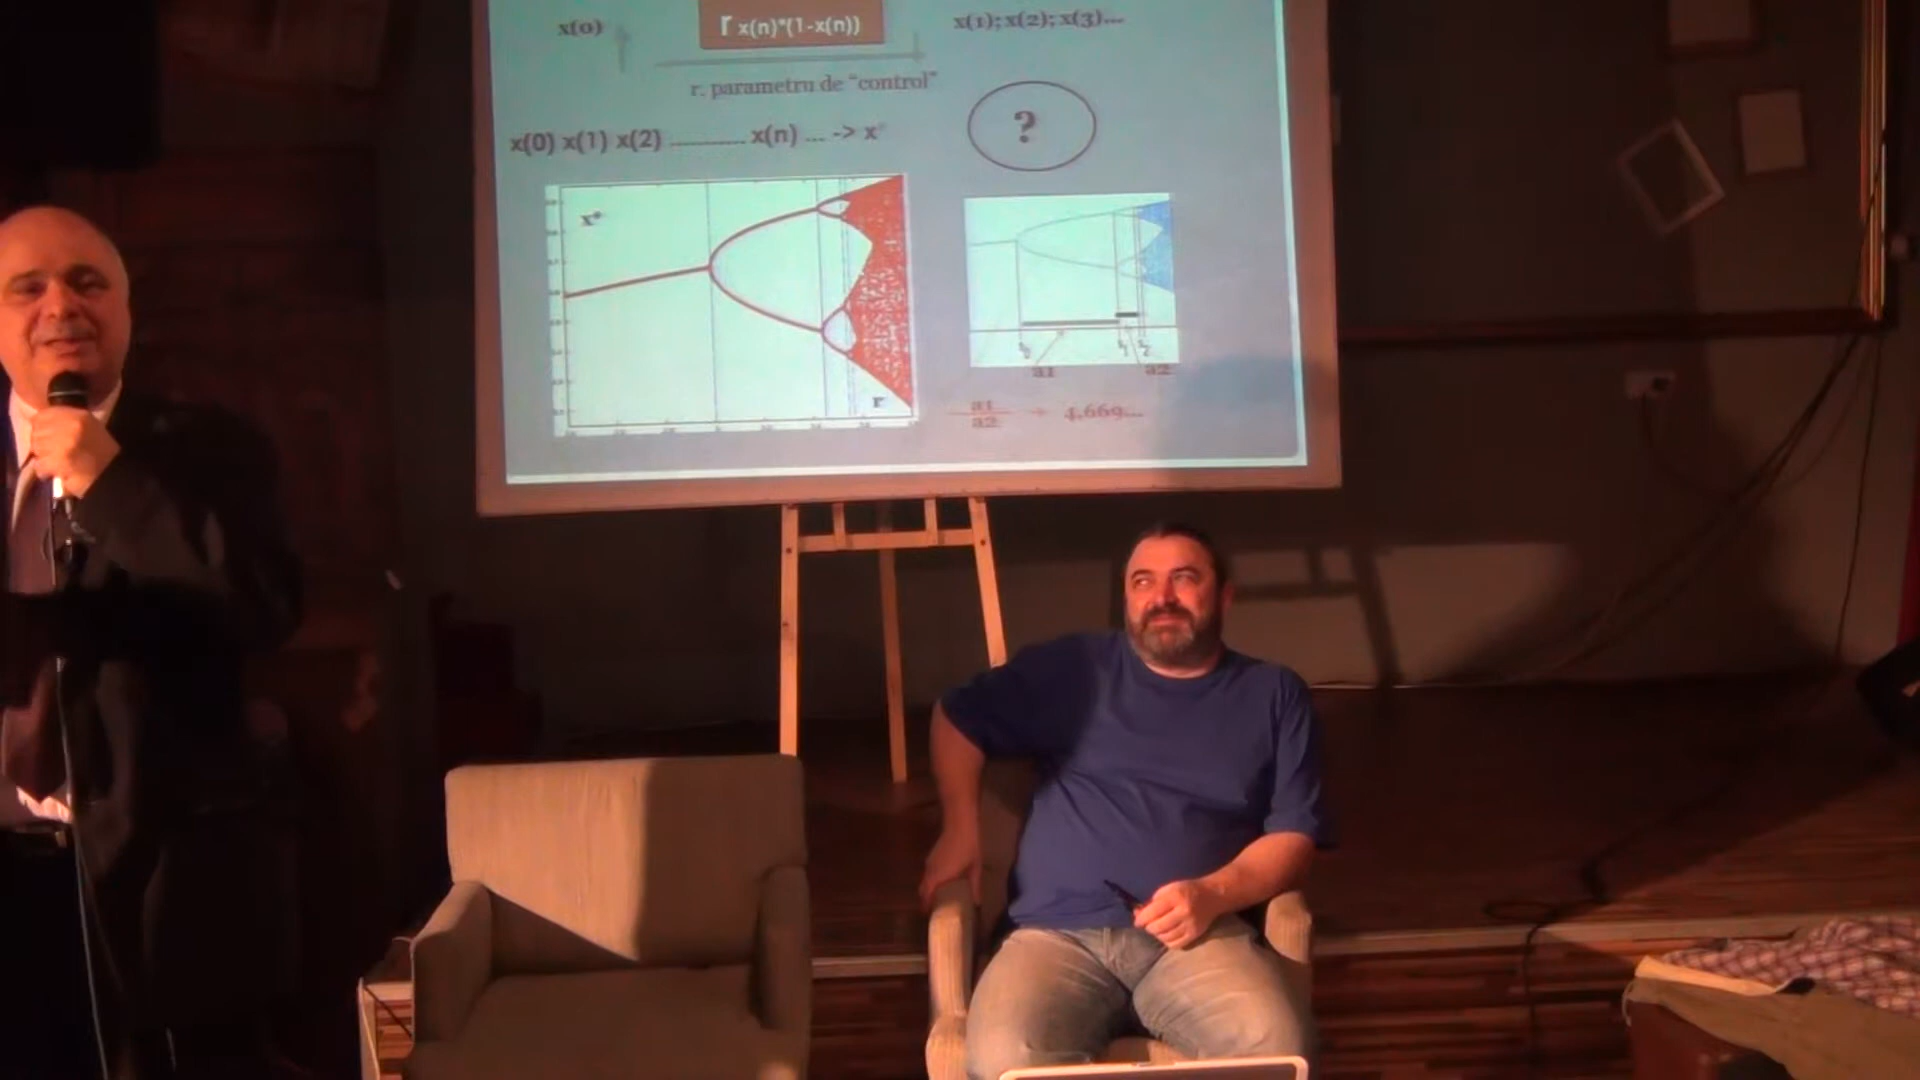 x(0)
r x(n)*(1-x(n))
x(1); x(2); x(3)...
r, parametru de "control"
x(0) x(1) x(2) ............ x(n) ... -> x*
?
x*
r
a1
a2
a1
a2
→ 4.669...